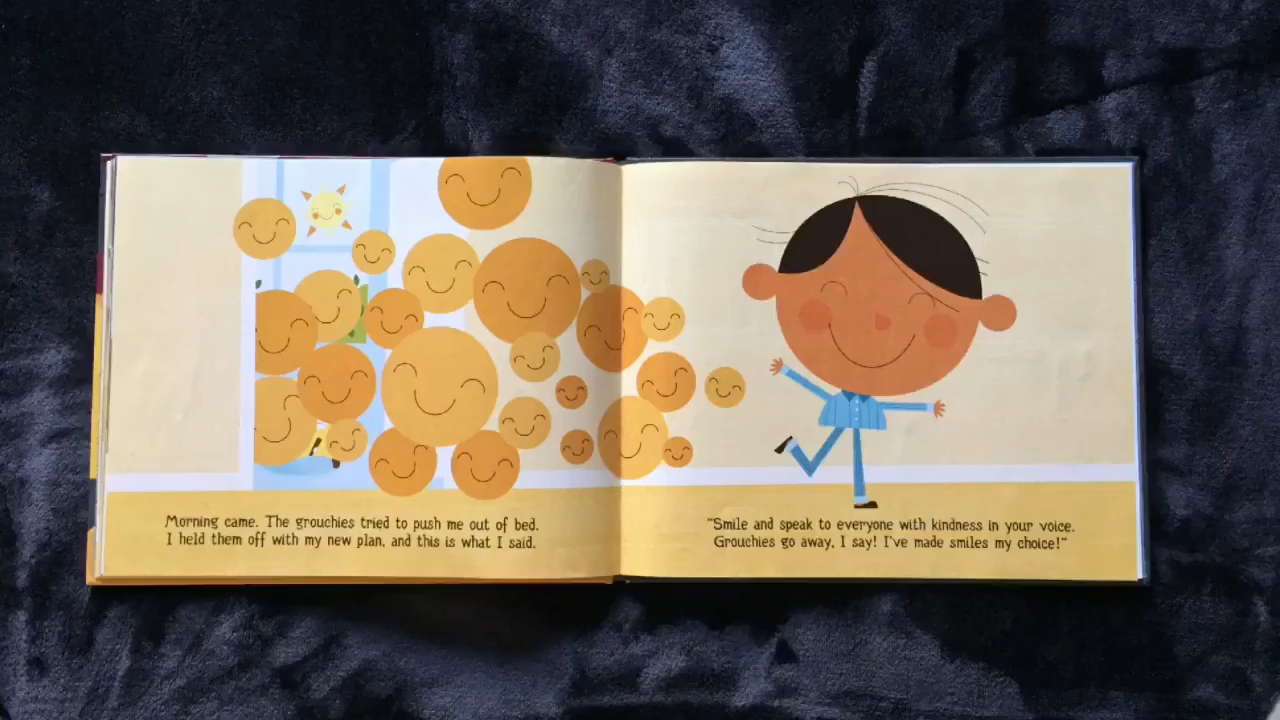 Morning came. The grouchies tried to push me out of bed.
I held them off with my new plan, and this is what I said.
"Smile and speak to everyone with kindness in your voice.
Grouchies go away, I say! I've made smiles my choice!"